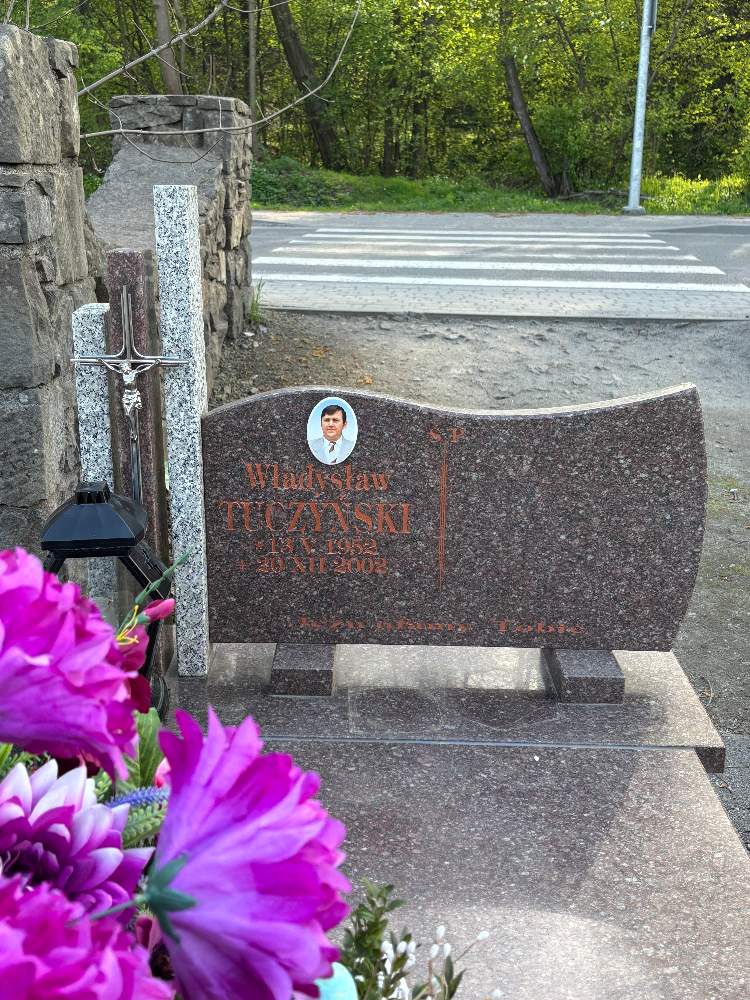 Ś.P.
Władysław
TUCZYŃSKI
* 13 V 1952
+ 20 XII 2002
Jezu ufamy Tobie